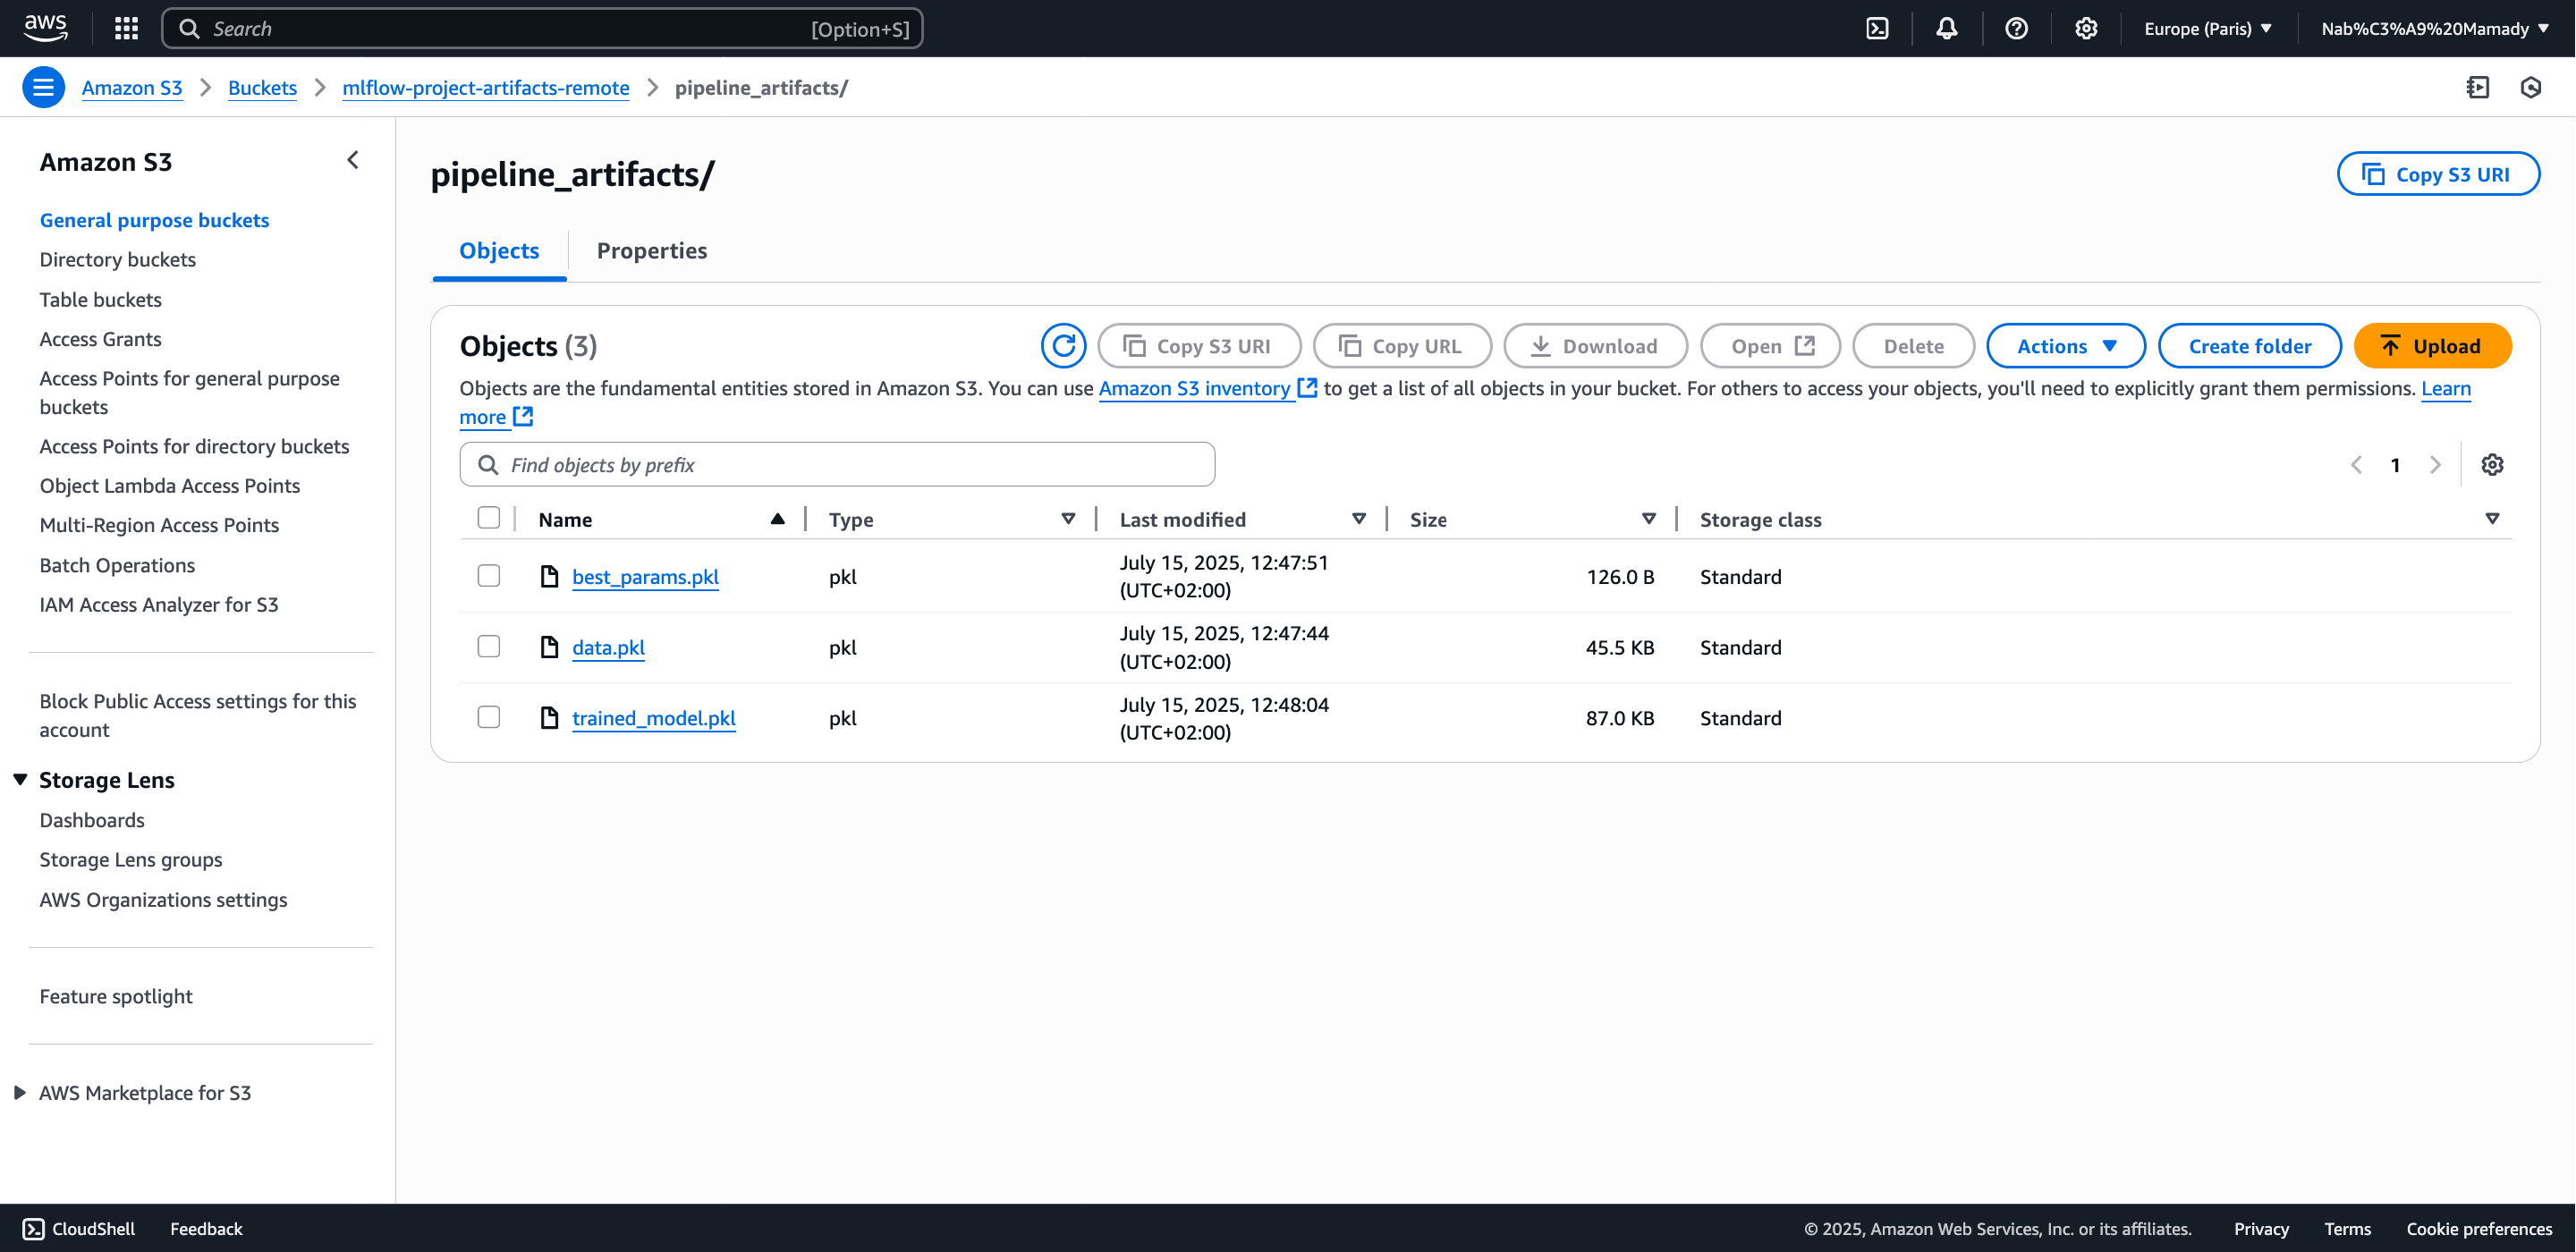 aws
Search [Option+S]
Europe (Paris)
Nab%C3%A9%20Mamady
Amazon S3 Buckets mlflow-project-artifacts-remote pipeline_artifacts/
Amazon S3
General purpose buckets
Directory buckets
Table buckets
Access Grants
Access Points for general purpose
buckets
Access Points for directory buckets
Object Lambda Access Points
Multi-Region Access Points
Batch Operations
IAM Access Analyzer for S3
Block Public Access settings for this
account
Storage Lens
Dashboards
Storage Lens groups
AWS Organizations settings
Feature spotlight
AWS Marketplace for S3
pipeline_artifacts/
Copy S3 URI
Objects Properties
Objects (3)
Copy S3 URI Copy URL Download Open Delete Actions Create folder Upload
Objects are the fundamental entities stored in Amazon S3. You can use Amazon S3 inventory to get a list of all objects in your bucket. For others to access your objects, you'll need to explicitly grant them permissions. Learn
more
Find objects by prefix
1
Name Type Last modified Size Storage class
best_params.pkl pkl July 15, 2025, 12:47:51 126.0 B Standard
(UTC+02:00)
data.pkl pkl July 15, 2025, 12:47:44 45.5 KB Standard
(UTC+02:00)
trained_model.pkl pkl July 15, 2025, 12:48:04 87.0 KB Standard
(UTC+02:00)
CloudShell Feedback © 2025, Amazon Web Services, Inc. or its affiliates. Privacy Terms Cookie preferences